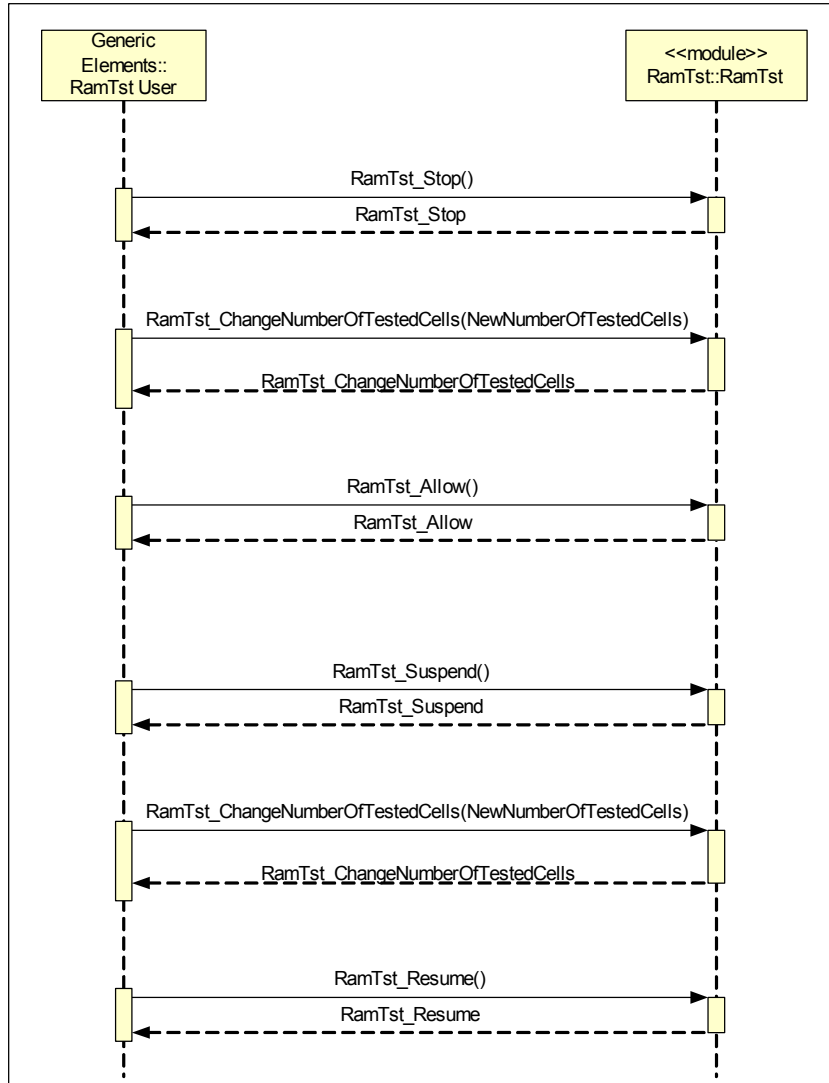 Generic
Elements::
RamTst User
<<module>>
RamTst::RamTst
RamTst_Stop()
RamTst_Stop
RamTst_ChangeNumberOfTestedCells(NewNumberOfTestedCells)
RamTst_ChangeNumberOfTestedCells
RamTst_Allow()
RamTst_Allow
RamTst_Suspend()
RamTst_Suspend
RamTst_ChangeNumberOfTestedCells(NewNumberOfTestedCells)
RamTst_ChangeNumberOfTestedCells
RamTst_Resume()
RamTst_Resume